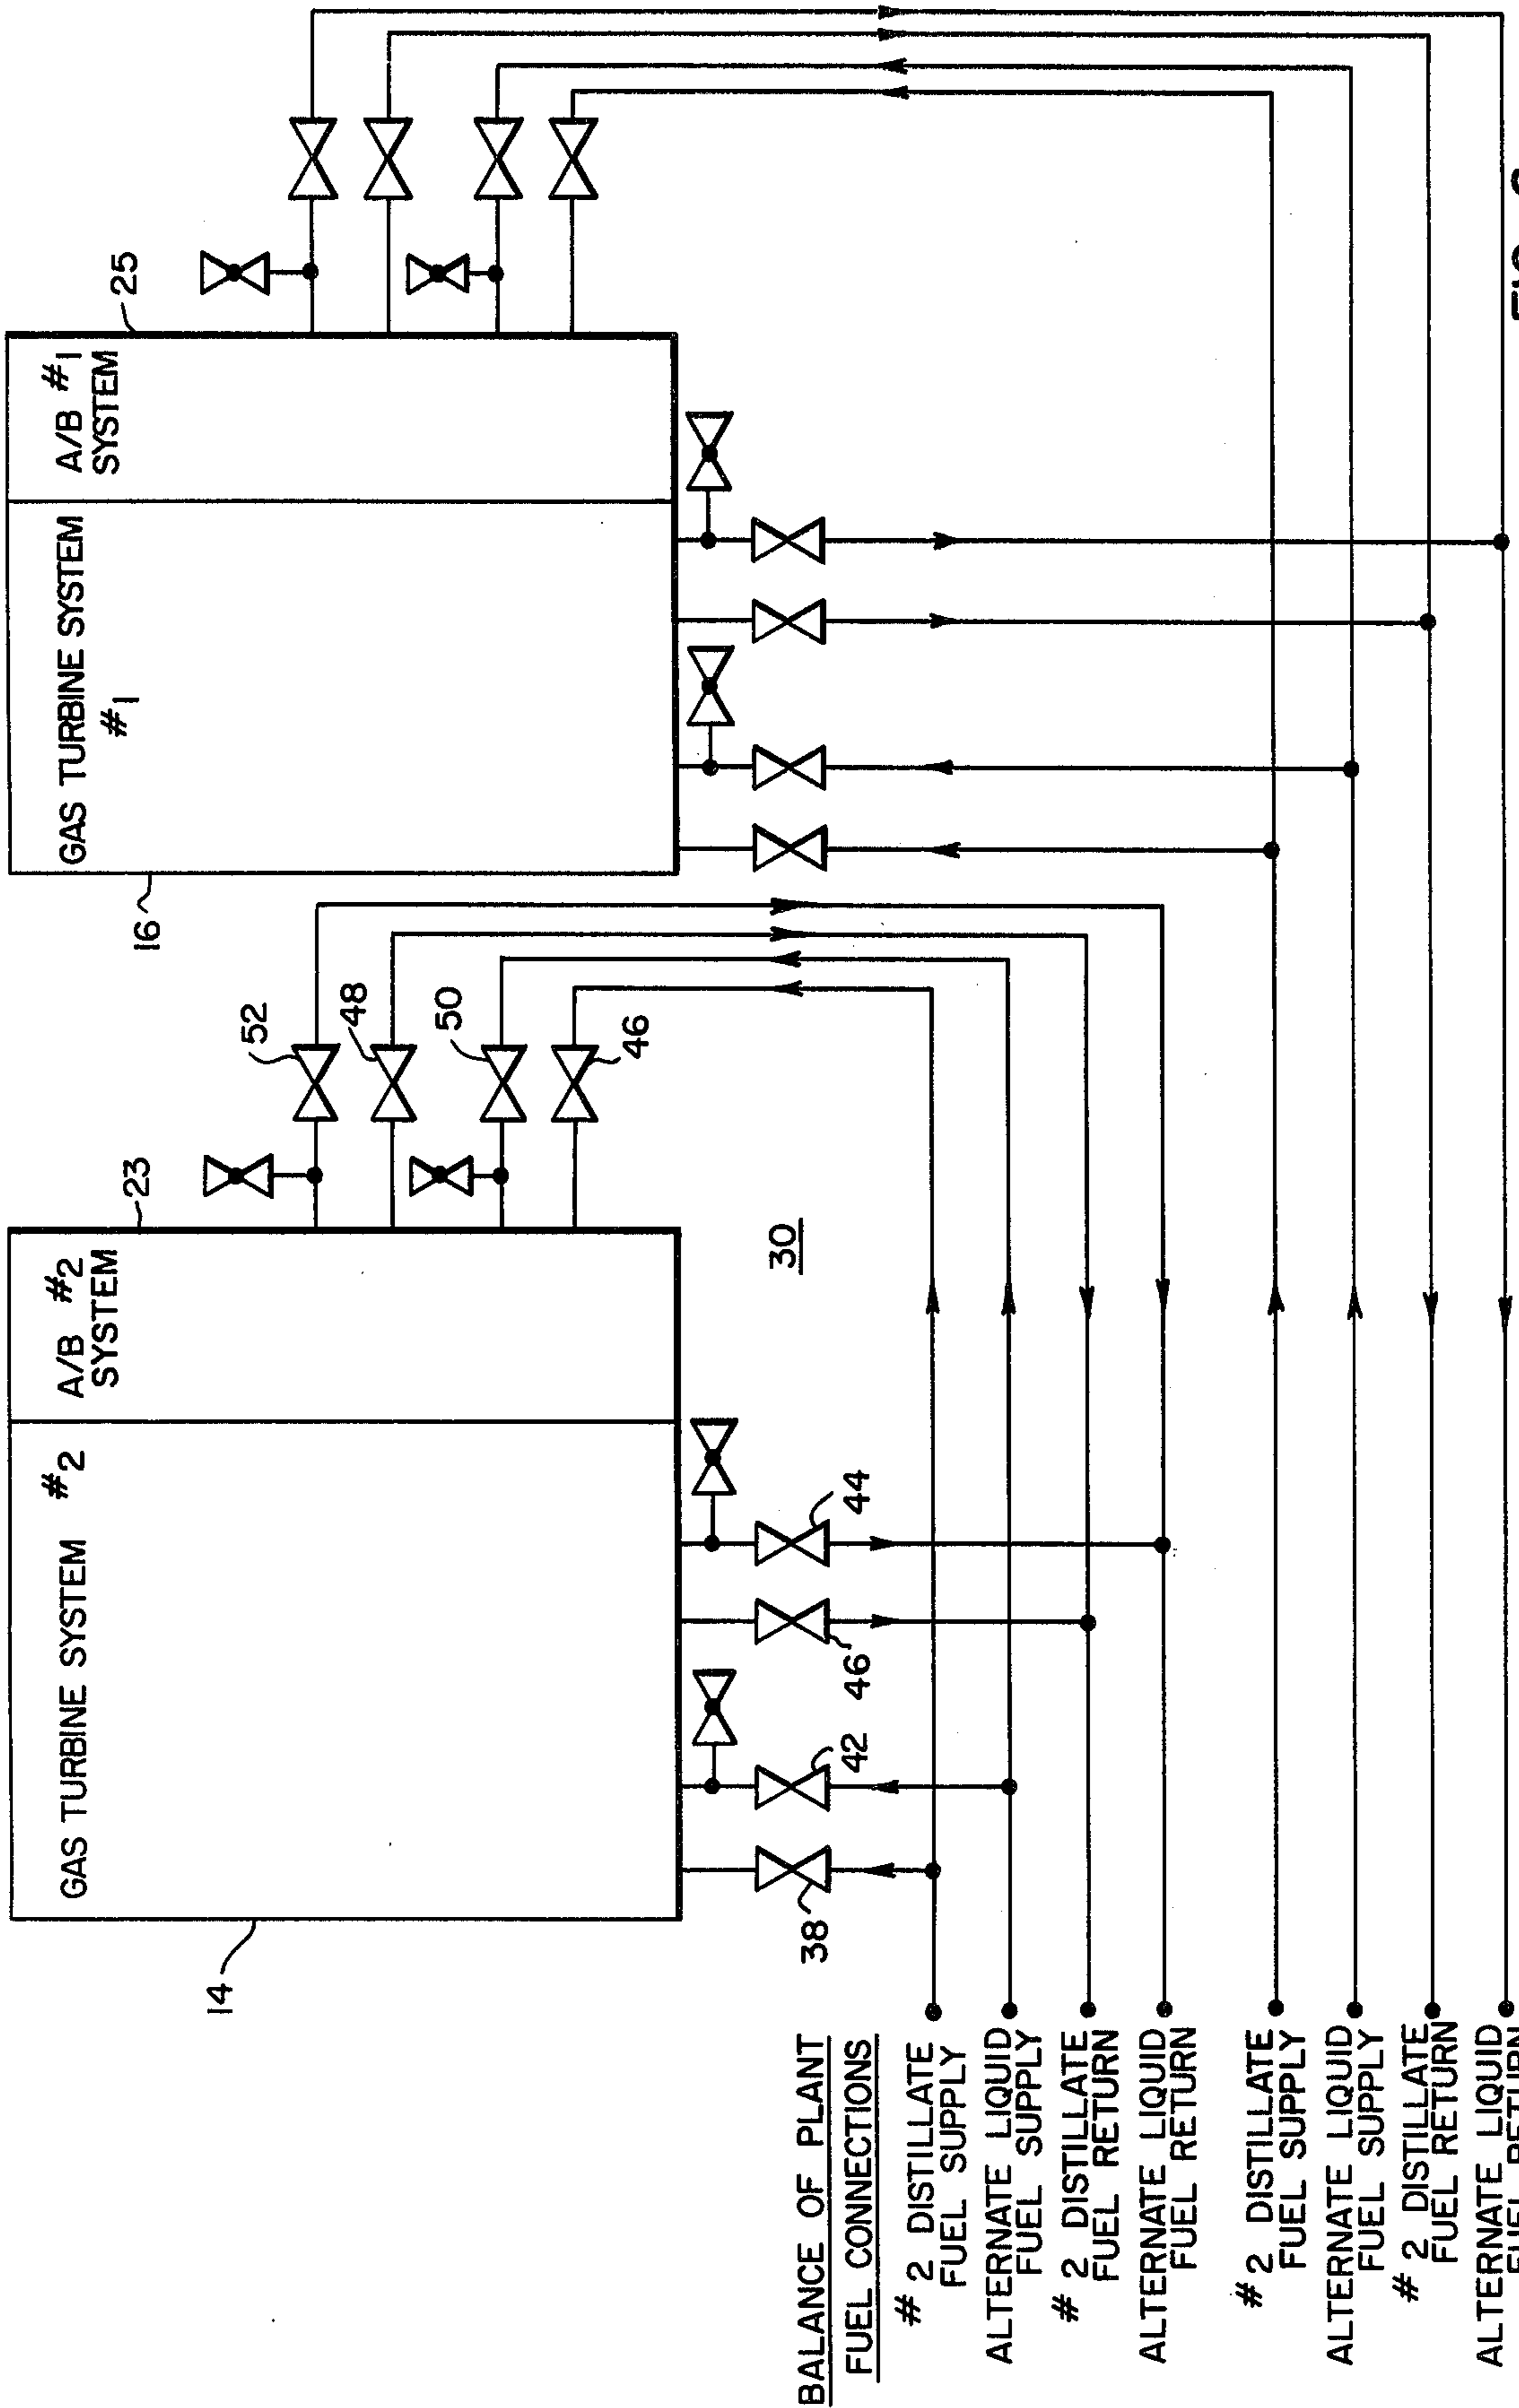 GAS TURBINE SYSTEM #2
A/B #2
SYSTEM
23
14
GAS TURBINE SYSTEM
#1
A/B #1
SYSTEM
25
16
52
48
50
46
38
42
46
44
30
BALANCE OF PLANT
FUEL CONNECTIONS
# 2 DISTILLATE
FUEL SUPPLY
ALTERNATE LIQUID
FUEL SUPPLY
# 2 DISTILLATE
FUEL RETURN
ALTERNATE LIQUID
FUEL RETURN
# 2 DISTILLATE
FUEL SUPPLY
ALTERNATE LIQUID
FUEL SUPPLY
# 2 DISTILLATE
FUEL RETURN
ALTERNATE LIQUID
FUEL RETURN